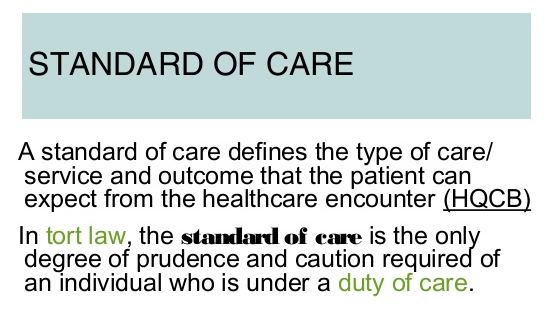 STANDARD OF CARE
A standard of care defines the type of care/
service and outcome that the patient can
expect from the healthcare encounter (HQCB)
In tort law, the standard of care is the only
degree of prudence and caution required of
an individual who is under a duty of care.